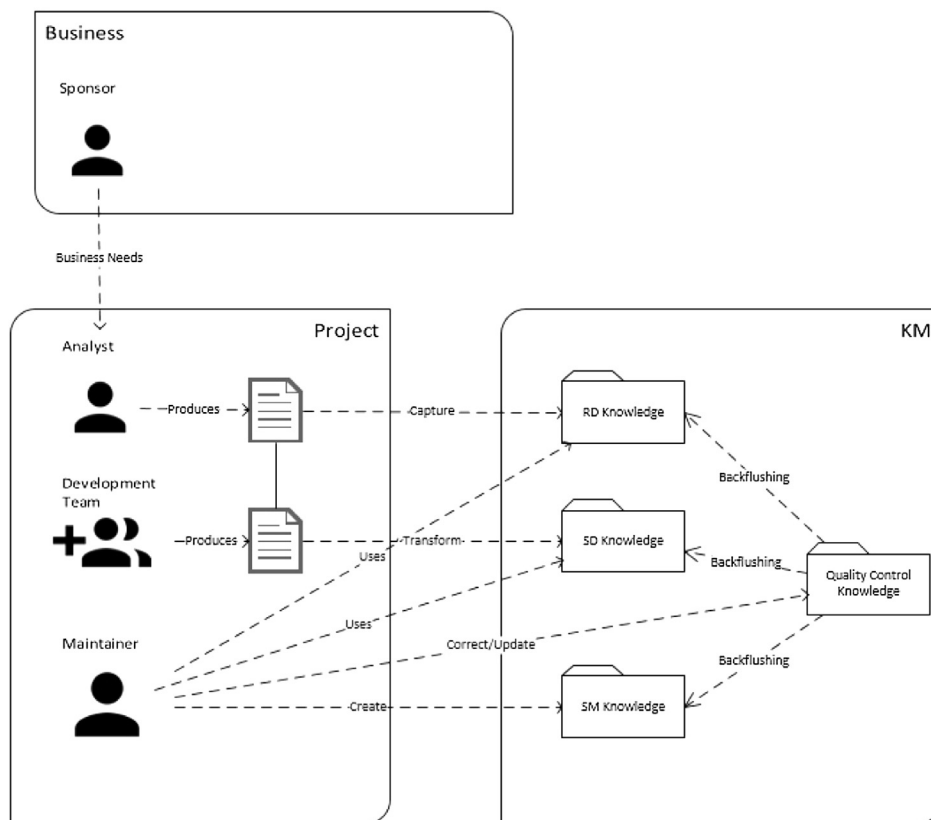 Business
Sponsor
Business Needs
Project
KM
Analyst
Produces
Capture
RD Knowledge
Backflushing
Development
Team
Produces
Transform
SD Knowledge
Uses
Backflushing
Quality Control
Knowledge
Uses
Maintainer
Correct/Update
Backflushing
Create
SM Knowledge